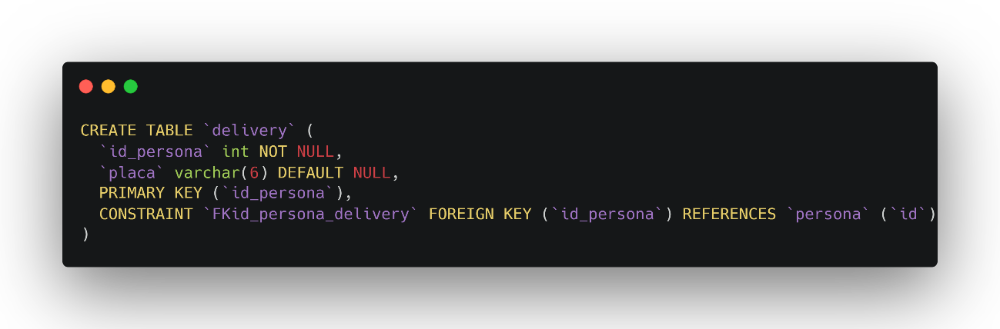 CREATE TABLE `delivery` (
  `id_persona` int NOT NULL,
  `placa` varchar(6) DEFAULT NULL,
  PRIMARY KEY (`id_persona`),
  CONSTRAINT `FKid_persona_delivery` FOREIGN KEY (`id_persona`) REFERENCES `persona` (`id`)
)